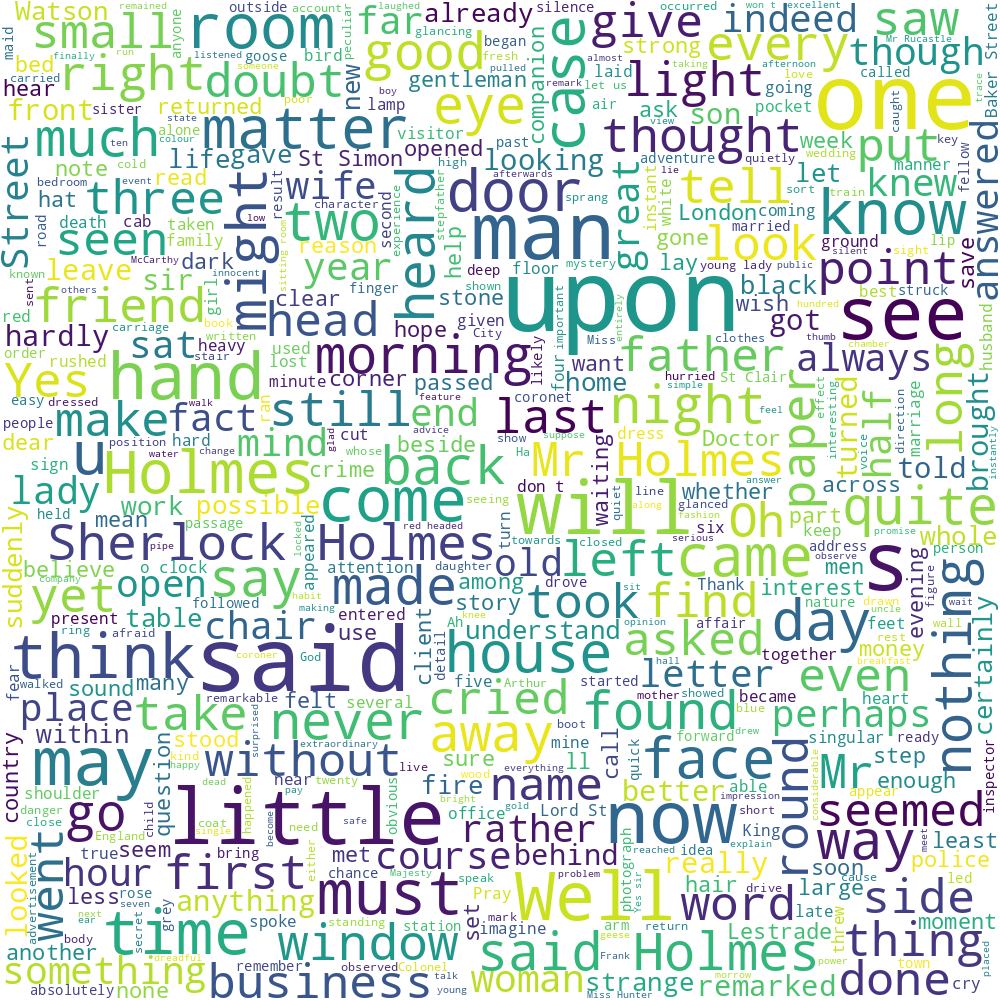 Watson
room
far
already
silence
outside
account
anyone
goose
bird
peculiar
occurred
won t
excellent
Mr Rucastle
Baker Street
small
good
give
indeed
saw
every
though
case
one
maid
finally
listened
remained
run
someone
glancing
began
fresh
pulled
almost
remark
let us
taking
afternoon
love
called
trace
bed
carried
hear
sister
poor
laughed
strong
gentleman
laid
going
right
doubt
eye
light
front
returned
new
lamp
boy
companion
air
ask
son
pocket
view
caught
answered
much
matter
state
colour
alone
visitor
past
opened
thought
put
key
Street
note
ten
cold
life
gave
St Simon
high
looking
adventure
week
quietly
wedding
let
manner
fellow
hat
read
bedroom
event
wife
character
afterwards
door
instant
lie
tell
knew
sort
train
three
two
result
low
second
experience
stepfather
sprang
man
great
white
London
coming
know
road
death
cab
taken
family
might
reason
heard
help
mystery
gone
look
married
ground
lip
seen
known
McCarthy
dark
year
deep
floor
lay
young lady
public
silent
sight
point
save
leave
sir
girl
innocent
sitting room
finger
shown
stone
black
best
struck
see
sent
others
red
friend
clear
head
hope
given
City
upon
Miss
wish
hundred
got
husband
carriage
book
written
heavy
important
four
likely
entirely
clothes
thumb
chamber
hardly
order
rushed
stair
sat
used
lost
morning
want
father
always
Yes
easy
dressed
walk
hand
minute
feature
corner
passed
home
hurried
simple
St Clair
paper
long
people
make
fact
still
coronet
end
last
night
effect
interesting
turned
half
marriage
direction
brought
instantly
dear
position
water
change
hard
glad
advice
mind
cut
whose
beside
show
suppose
Ha
dress
feel
Doctor
voice
told
sign
u
Holmes
crime
back
Mr Holmes
waiting
quiet
answer
across
lady
held
work
possible
don t
seeing
line
along
glanced
whether
quite
suddenly
mean
passage
locked
pipe
red headed
come
will
fashion
serious
six
Oh
part
keep
whole
believe
company
Sherlock Holmes
turn
towards
closed
left
came
address
observe
promise
yet
open
o clock
habit
attention
appeared
daughter
old
drove
among
sit
men
person
present
say
made
story
took
find
Thank
interest
evening
figure
s
nothing
table
followed
making
knee
entered
client
Ah
understand
opinion
affair
nature
drawn
uncle
wait
ring
afraid
chair
use
detail
house
asked
day
feet
rest
wall
fear
walked
think
said
coroner
God
five
Arthur
started
hall
letter
together
money
breakfast
certainly
sound
many
remarkable
felt
several
cried
mother
showed
became
even
heart
country
place
take
never
boot
found
blue
drew
forward
perhaps
within
stood
surprised
extraordinary
away
mine
call
quick
face
round
singular
ready
may
kind
happy
question
without
near
live
sure
ll
everything
Mr
step
enough
considerable
inspector
shoulder
danger
close
dead
happened
twenty
pay
obvious
fire
wood
bright
name
better
able
impression
appear
seemed
England
child
coat
single
need
little
office
gold
Lord St
now
King
short
go
true
seem
bring
become
safe
either
met
rather
reached
idea
explain
way
meet
least
looked
went
advertisement
less
hour
first
Majesty
chance
course
behind
problem
speak
photograph
Yes sir
really
soon
cause
police
led
another
next
ear
rose
seven
secret
grey
anything
must
Pray
set
imagine
well
arm
hair
drive
large
side
body
time
spoke
standing
station
mark
return
word
late
moment
dreadful
window
geese
Lestrade
threw
power
thing
town
something
absolutely
none
business
remember
observed
Colonel
talk
young
woman
said Holmes
Frank
Miss Hunter
strange
morrow
remarked
done
cry
placed